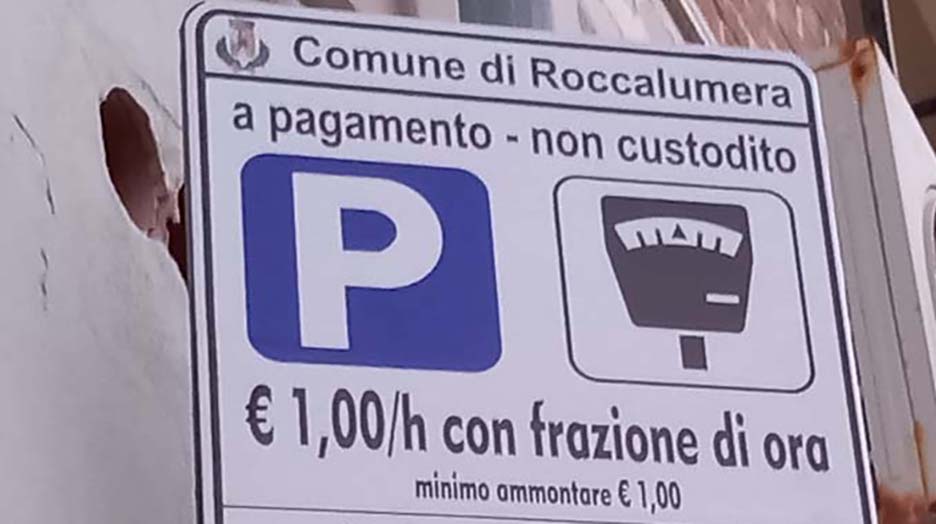 Comune di Roccalumera
a pagamento - non custodito
P
€ 1,00/h con frazione di ora
minimo ammontare € 1,00